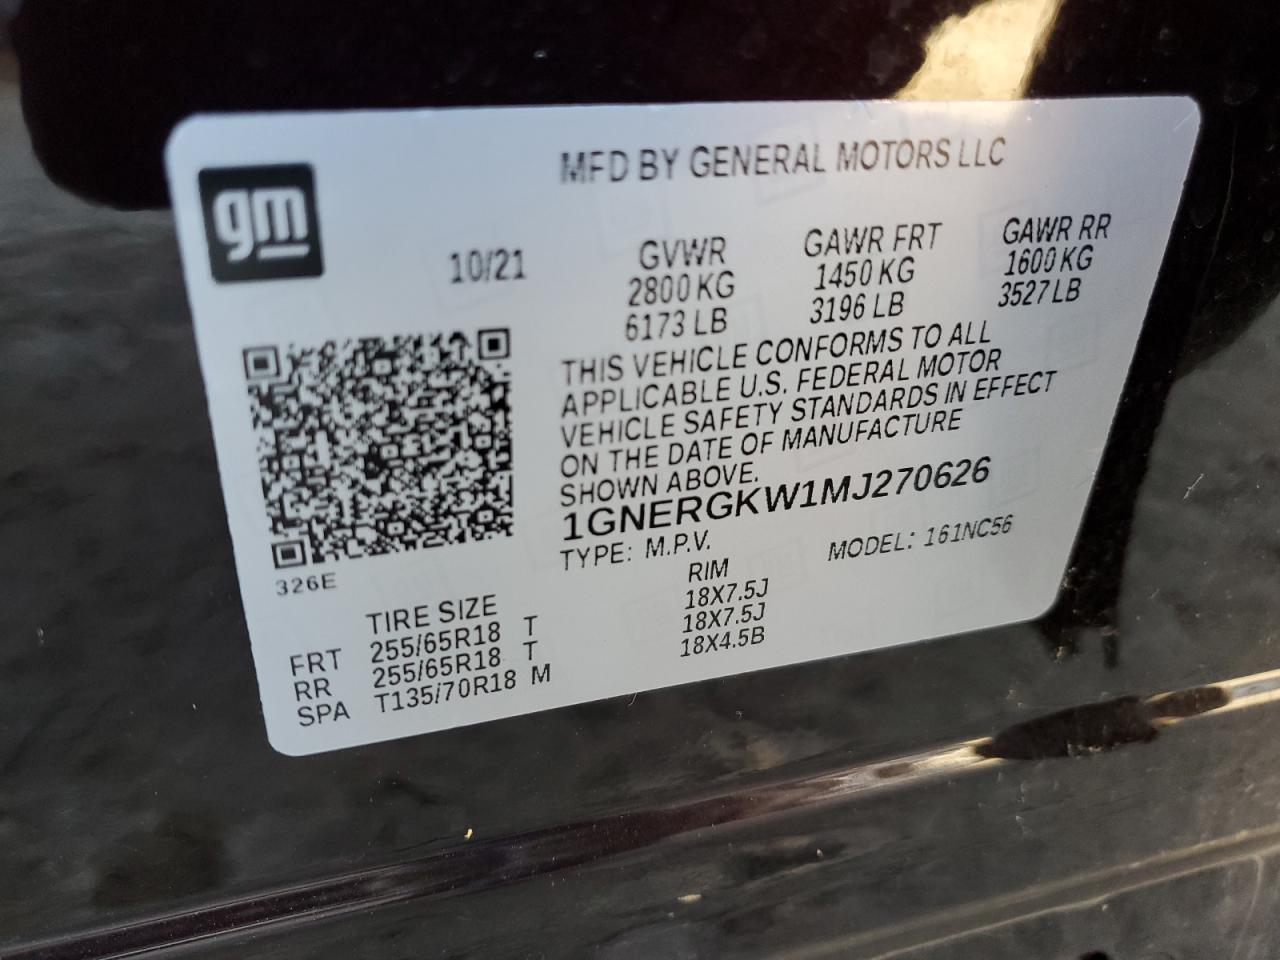 gm
MFD BY GENERAL MOTORS LLC
10/21
GVWR
2800 KG
6173 LB
GAWR FRT
1450 KG
3196 LB
GAWR RR
1600 KG
3527 LB
THIS VEHICLE CONFORMS TO ALL
APPLICABLE U.S. FEDERAL MOTOR
VEHICLE SAFETY STANDARDS IN EFFECT
ON THE DATE OF MANUFACTURE
SHOWN ABOVE.
1GNERGKW1MJ270626
TYPE: M.P.V. MODEL: 161NC56
326E
TIRE SIZE RIM
FRT 255/65R18 T 18X7.5J
RR 255/65R18 T 18X7.5J
SPA T135/70R18 M 18X4.5B